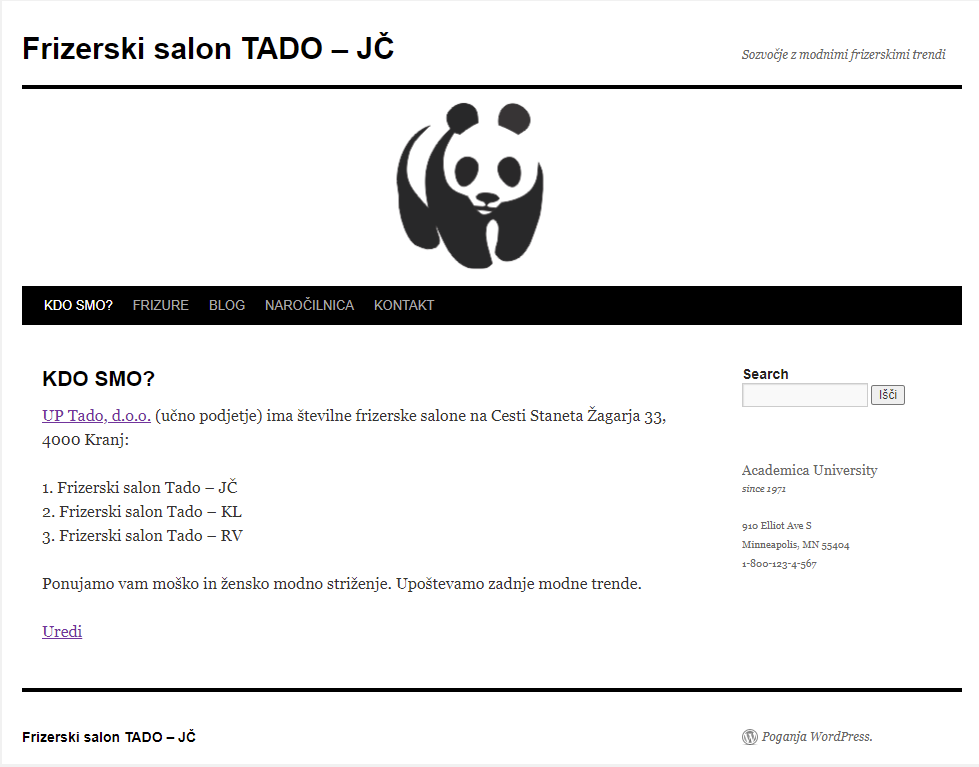 Frizerski salon TADO – JČ
Sozvočje z modnimi frizerskimi trendi
KDO SMO? FRIZURE BLOG NAROČILNICA KONTAKT
KDO SMO?
UP Tado, d.o.o. (učno podjetje) ima številne frizerske salone na Cesti Staneta Žagarja 33,
4000 Kranj:
1. Frizerski salon Tado – JČ
2. Frizerski salon Tado – KL
3. Frizerski salon Tado – RV
Ponujamo vam moško in žensko modno striženje. Upoštevamo zadnje modne trende.
Uredi
Search
Išči
Academica University
since 1971
910 Elliot Ave S
Minneapolis, MN 55404
1-800-123-4-567
Frizerski salon TADO – JČ
Poganja WordPress.